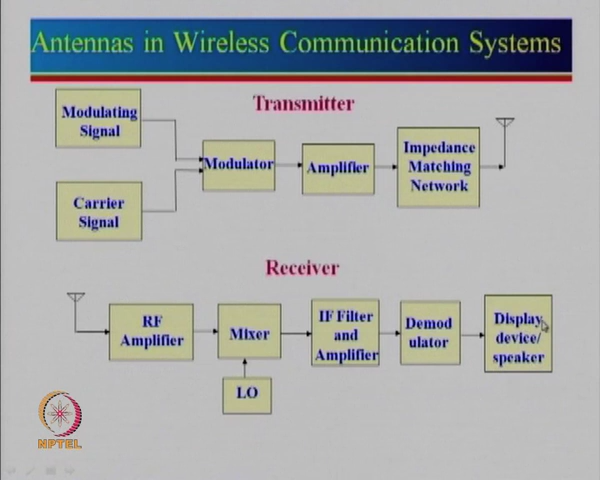 Antennas in Wireless Communication Systems
Transmitter
Modulating
Signal
Carrier
Signal
Modulator
Amplifier
Impedance
Matching
Network
Receiver
RF
Amplifier
Mixer
LO
IF Filter
and
Amplifier
Demod
ulator
Display
device/
speaker
NPTEL